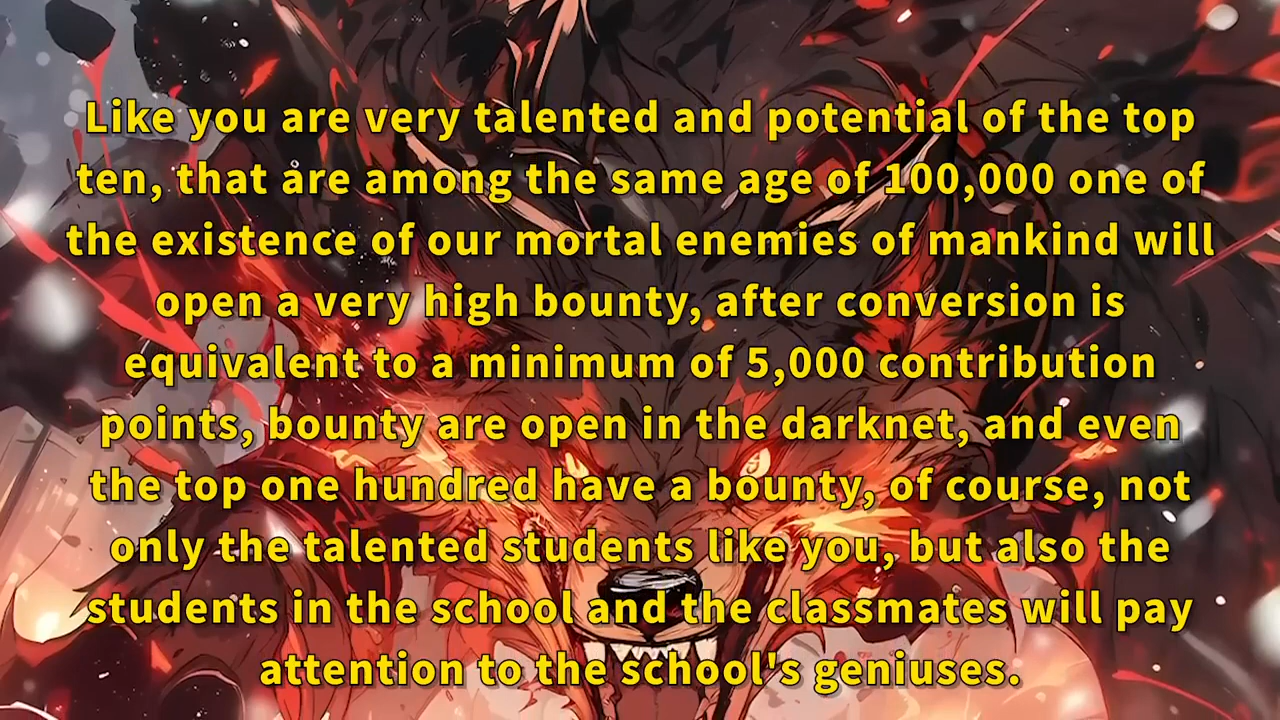 Like you are very talented and potential of the top
ten, that are among the same age of 100,000 one of
the existence of our mortal enemies of mankind will
open a very high bounty, after conversion is
equivalent to a minimum of 5,000 contribution
points, bounty are open in the darknet, and even
the top one hundred have a bounty, of course, not
only the talented students like you, but also the
students in the school and the classmates will pay
attention to the school's geniuses.